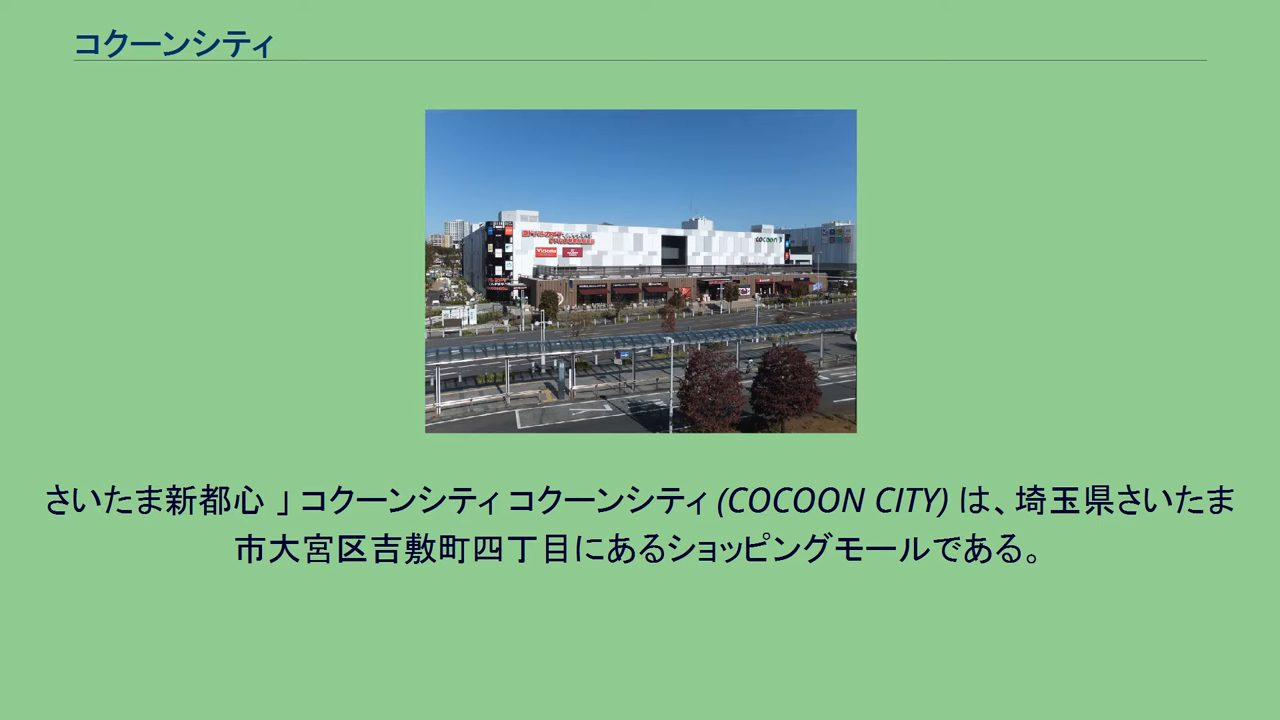 コクーンシティ
cocoon 3
さいたま新都心 」コクーンシティコクーンシティ (COCOON CITY) は、埼玉県さいたま
市大宮区吉敷町四丁目にあるショッピングモールである。